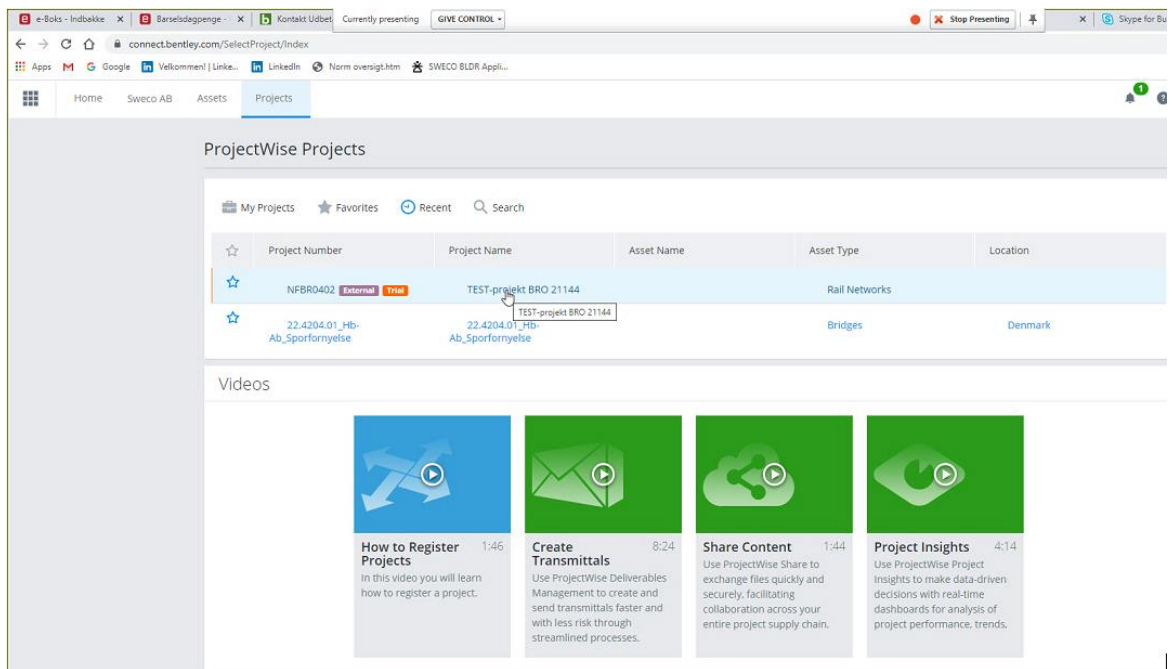 e-Boks - Indbakke
Barselsdagpenge -
Kontakt Udbet
Currently presenting
GIVE CONTROL
Stop Presenting
Skype for Bu
connect.bentley.com/SelectProject/Index
Apps
Google
Velkommen! | Linke...
LinkedIn
Norm oversigt.htm
SWECO BLDR Appli...
Home
Sweco AB
Assets
Projects
1
ProjectWise Projects
My Projects
Favorites
Recent
Search
Project Number
Project Name
Asset Name
Asset Type
Location
NFBR0402 External Trial
TEST-projekt BRO 21144
Rail Networks
TEST-projekt BRO 21144
22.4204.01_Hb-
Ab_Sporfornyelse
22.4204.01_Hb-
Ab_Sporfornyelse
Bridges
Denmark
Videos
How to Register 1:46
Projects
In this video you will learn
how to register a project.
Create 8:24
Transmittals
Use ProjectWise Deliverables
Management to create and
send transmittals faster and
with less risk through
streamlined processes.
Share Content 1:44
Use ProjectWise Share to
exchange files quickly and
securely, facilitating
collaboration across your
entire project supply chain.
Project Insights 4:14
Use ProjectWise Project
Insights to make data-driven
decisions with real-time
dashboards for analysis of
project performance, trends,